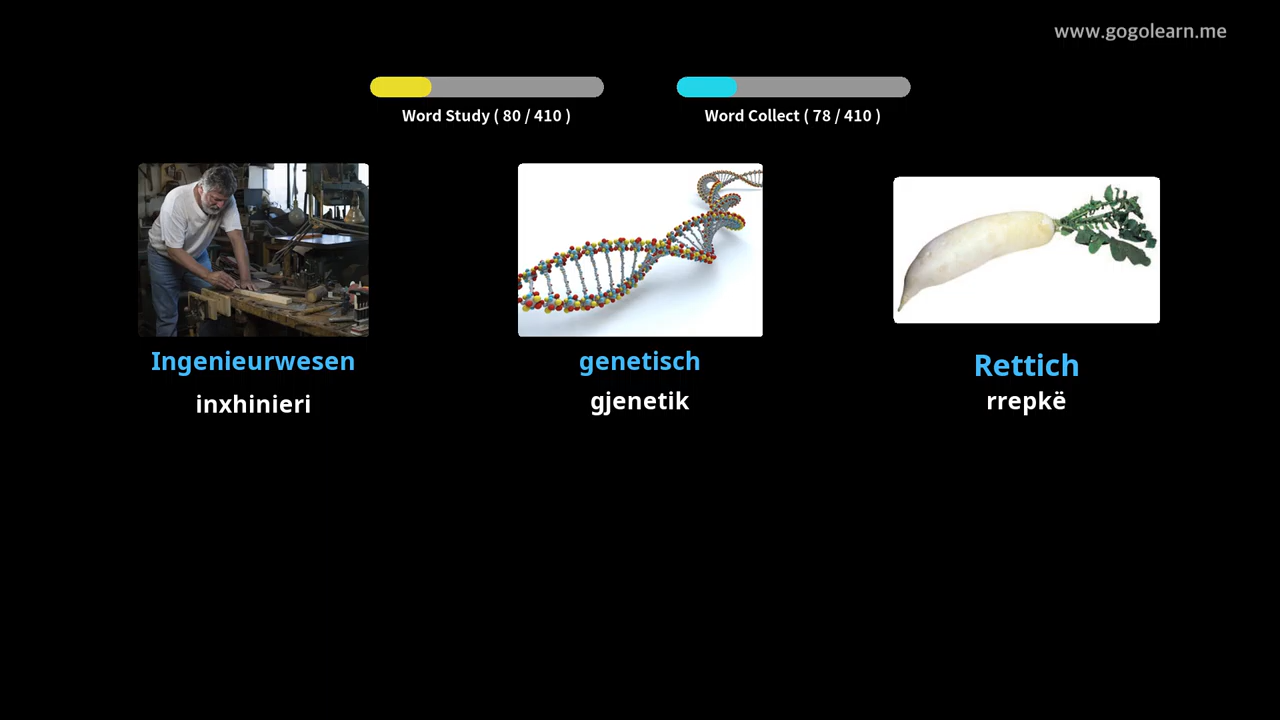 www.gogolearn.me
Word Study ( 80 / 410 )
Word Collect ( 78 / 410 )
Ingenieurwesen
inxhinieri
genetisch
gjenetik
Rettich
rrepkë